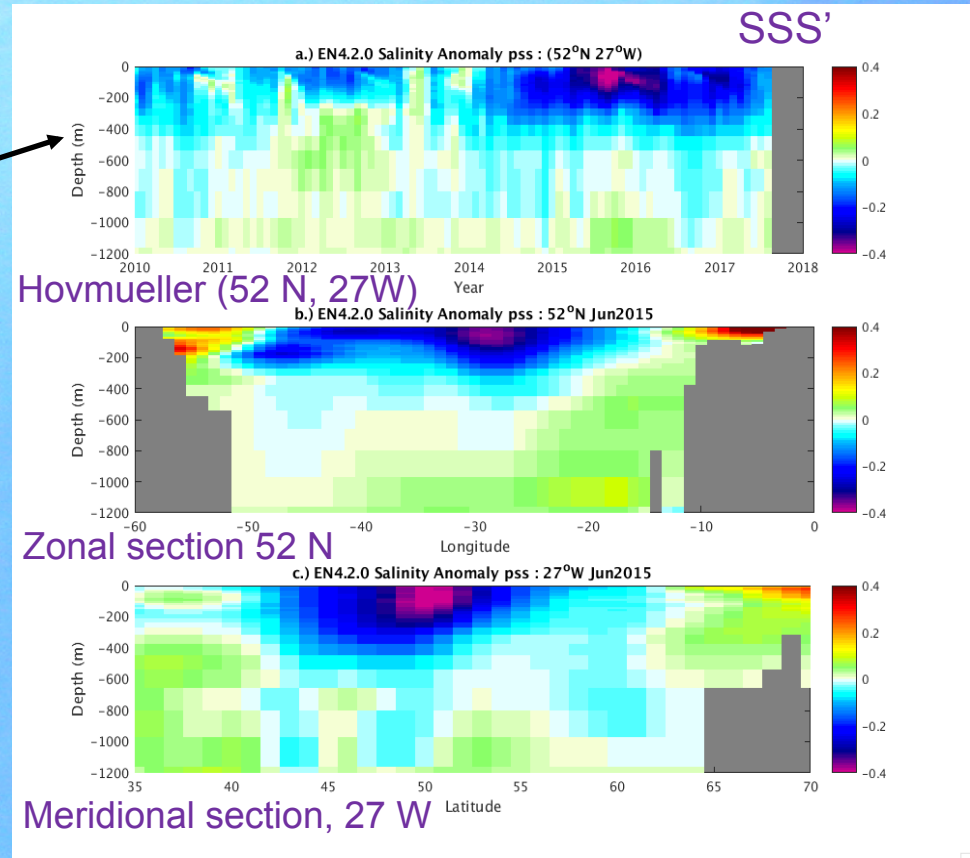 SSS’
a.) EN4.2.0 Salinity Anomaly pss : (52°N 27°W)
Depth (m)
0
−200
−400
−600
−800
−1000
−1200
2010 2011 2012 2013 2014 2015 2016 2017 2018
Year
0.4
0.2
0
−0.2
−0.4
Hovmueller (52 N, 27W)
b.) EN4.2.0 Salinity Anomaly pss : 52°N Jun2015
Depth (m)
0
−200
−400
−600
−800
−1000
−1200
−60 −50 −40 −30 −20 −10 0
Longitude
0.4
0.2
0
−0.2
−0.4
Zonal section 52 N
c.) EN4.2.0 Salinity Anomaly pss : 27°W Jun2015
Depth (m)
0
−200
−400
−600
−800
−1000
−1200
35 40 45 50 55 60 65 70
Latitude
0.4
0.2
0
−0.2
−0.4
Meridional section, 27 W